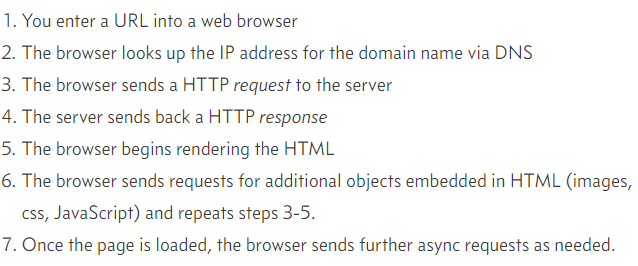 1. You enter a URL into a web browser
2. The browser looks up the IP address for the domain name via DNS
3. The browser sends a HTTP request to the server
4. The server sends back a HTTP response
5. The browser begins rendering the HTML
6. The browser sends requests for additional objects embedded in HTML (images,
css, JavaScript) and repeats steps 3-5.
7. Once the page is loaded, the browser sends further async requests as needed.